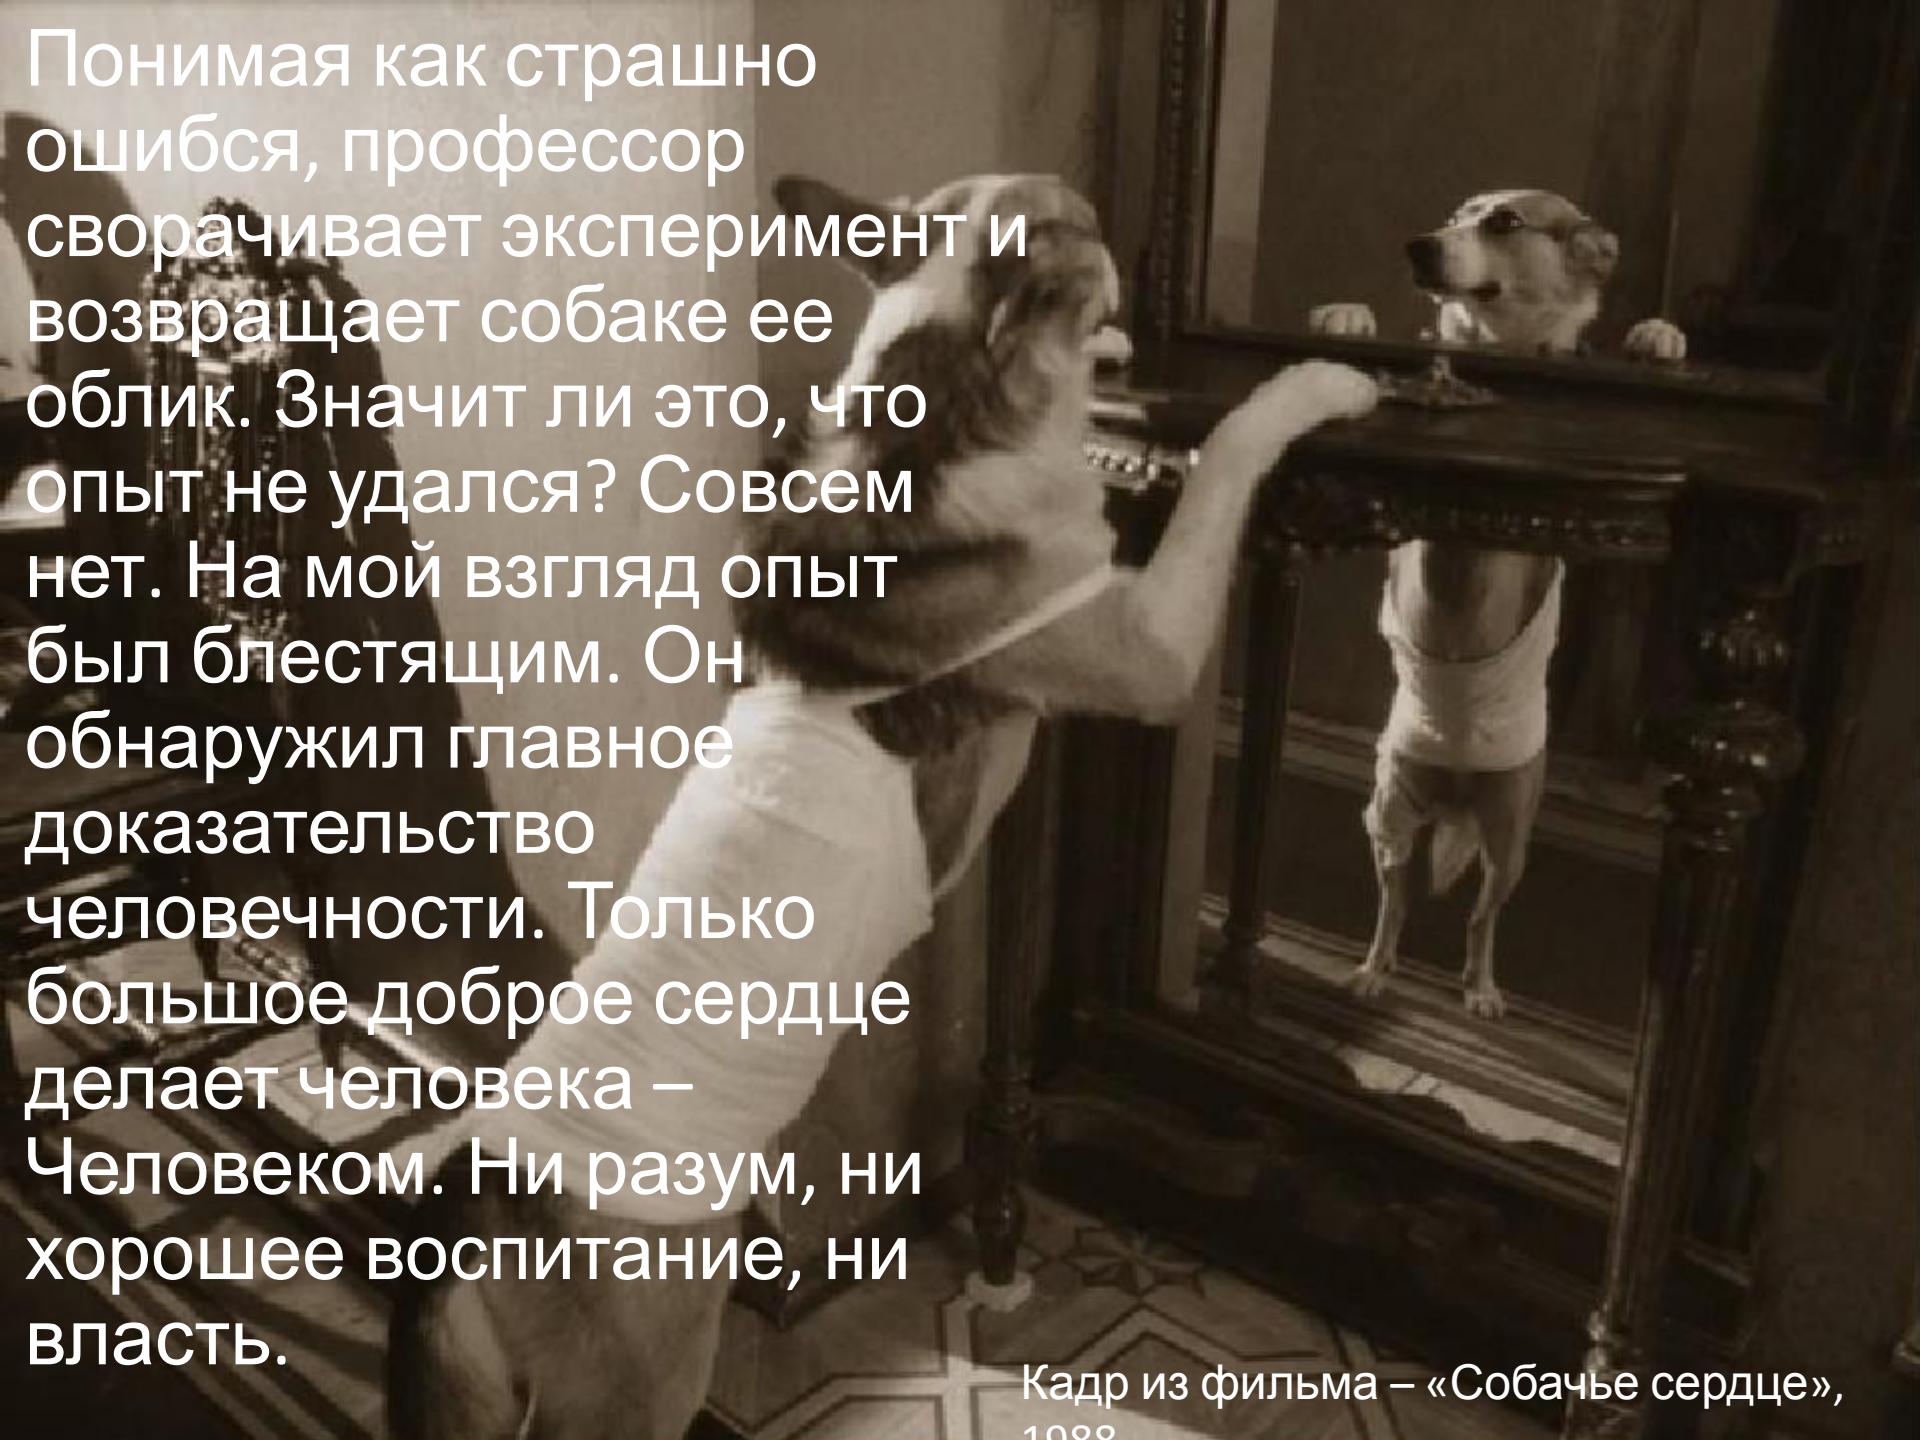 Понимая как страшно
ошибся, профессор
сворачивает эксперимент и
возвращает собаке ее
облик. Значит ли это, что
опыт не удался? Совсем
нет. На мой взгляд опыт
был блестящим. Он
обнаружил главное
доказательство
человечности. Только
большое доброе сердце
делает человека –
Человеком. Ни разум, ни
хорошее воспитание, ни
власть.
Кадр из фильма – «Собачье сердце»,
1988